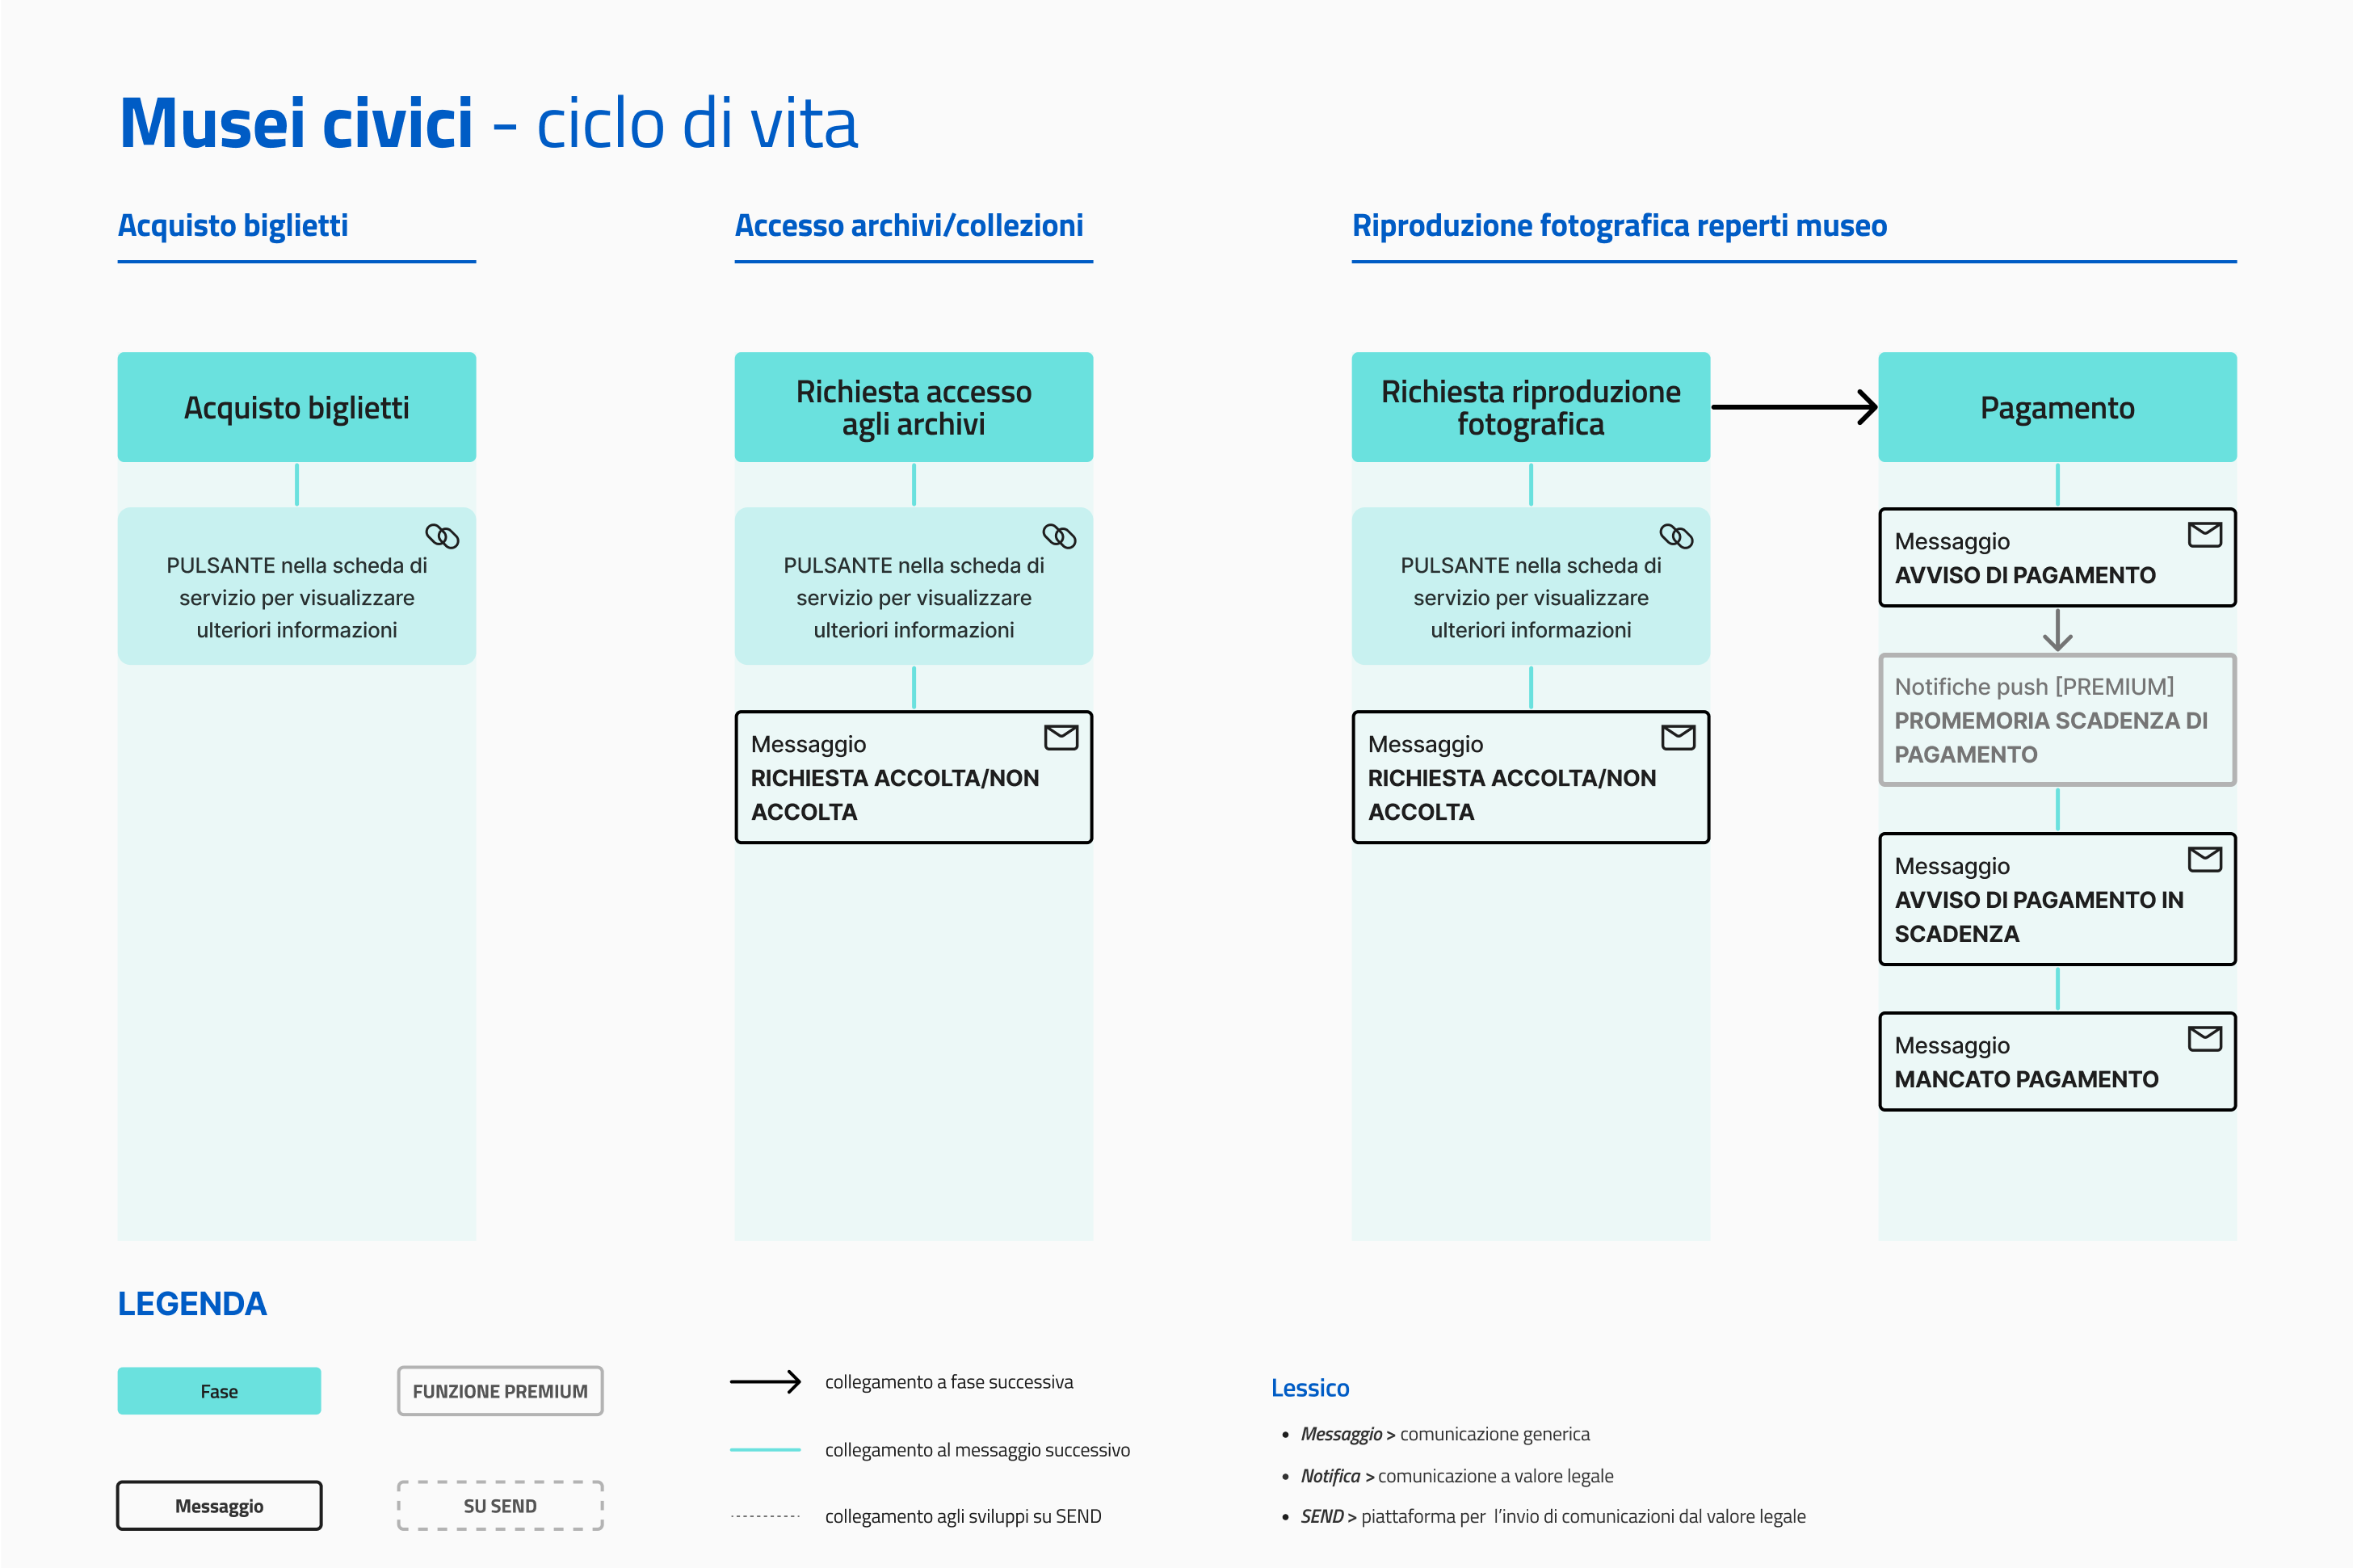 Musei civici - ciclo di vita
Acquisto biglietti
Acquisto biglietti
PULSANTE nella scheda di
servizio per visualizzare
ulteriori informazioni
Accesso archivi/collezioni
Richiesta accesso
agli archivi
PULSANTE nella scheda di
servizio per visualizzare
ulteriori informazioni
Messaggio
RICHIESTA ACCOLTA/NON
ACCOLTA
Riproduzione fotografica reperti museo
Richiesta riproduzione
fotografica
PULSANTE nella scheda di
servizio per visualizzare
ulteriori informazioni
Messaggio
RICHIESTA ACCOLTA/NON
ACCOLTA
Pagamento
Messaggio
AVVISO DI PAGAMENTO
Notifiche push [PREMIUM]
PROMEMORIA SCADENZA DI
PAGAMENTO
Messaggio
AVVISO DI PAGAMENTO IN
SCADENZA
Messaggio
MANCATO PAGAMENTO
LEGENDA
Fase
FUNZIONE PREMIUM
Messaggio
SU SEND
collegamento a fase successiva
collegamento al messaggio successivo
collegamento agli sviluppi su SEND
Lessico
• Messaggio > comunicazione generica
• Notifica > comunicazione a valore legale
• SEND > piattaforma per l’invio di comunicazioni dal valore legale